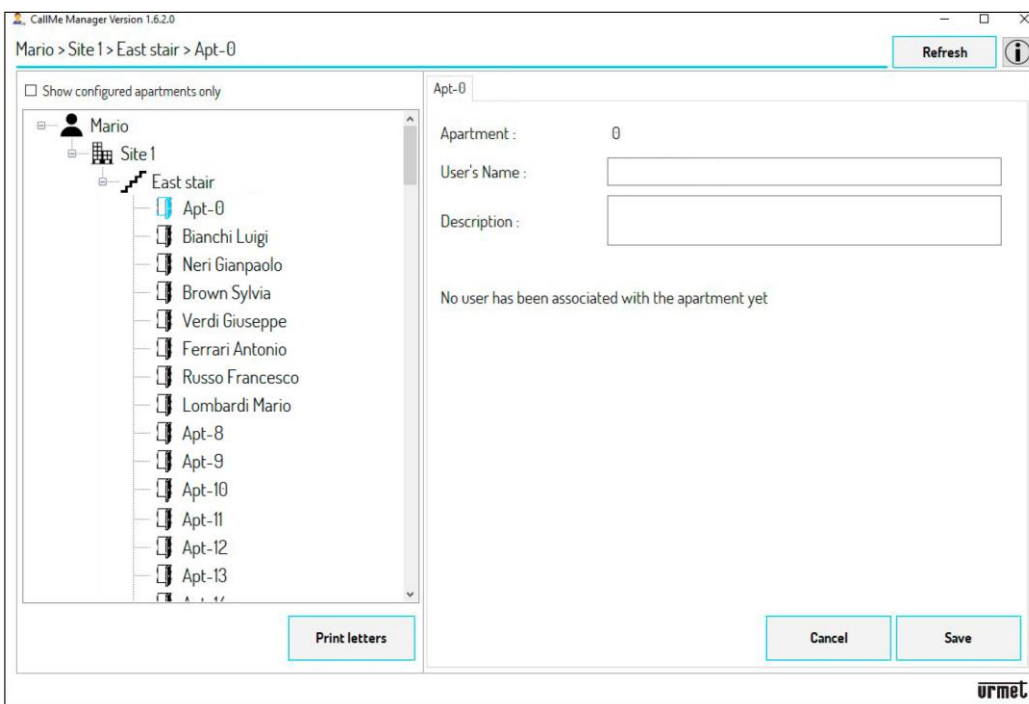 CallMe Manager Version 1.6.2.0
Mario > Site 1 > East stair > Apt-0
Refresh
i
Show configured apartments only
Mario
Site 1
East stair
Apt-0
Bianchi Luigi
Neri Gianpaolo
Brown Sylvia
Verdi Giuseppe
Ferrari Antonio
Russo Francesco
Lombardi Mario
Apt-8
Apt-9
Apt-10
Apt-11
Apt-12
Apt-13
Print letters
Apt-0
Apartment : 0
User's Name :
Description :
No user has been associated with the apartment yet
Cancel
Save
urmet